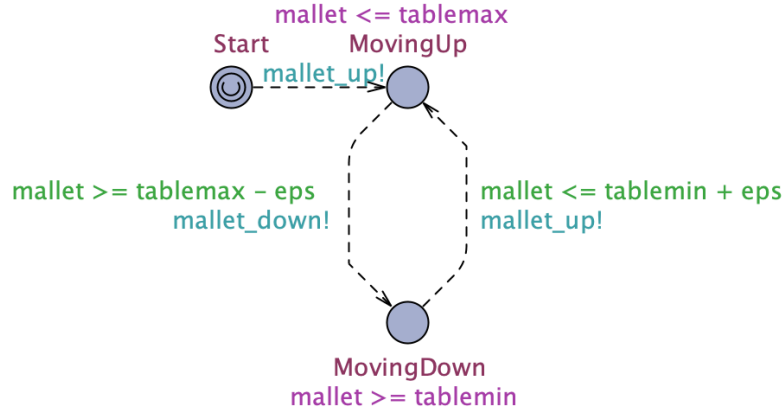 mallet <= tablemax
Start
MovingUp
mallet_up!
mallet >= tablemax - eps
mallet_down!
mallet <= tablemin + eps
mallet_up!
MovingDown
mallet >= tablemin